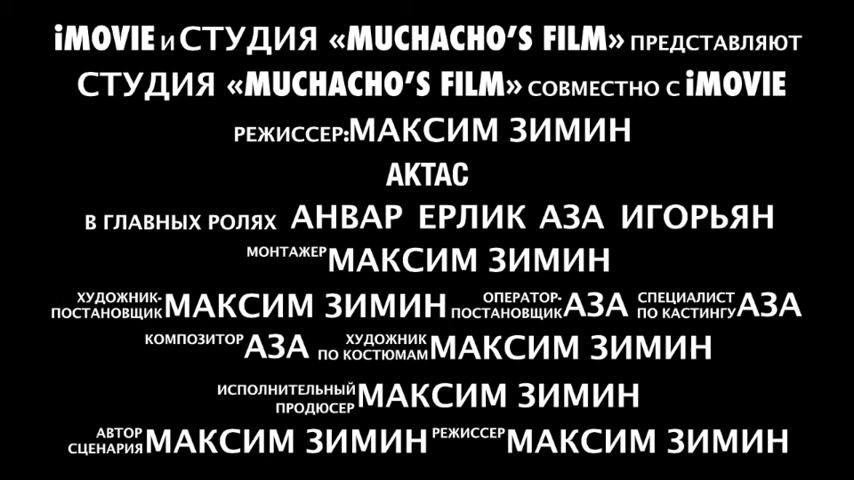 iMOVIE И СТУДИЯ «MUCHACHO’S FILM» ПРЕДСТАВЛЯЮТ
СТУДИЯ «MUCHACHO’S FILM» СОВМЕСТНО С iMOVIE
РЕЖИССЕР:МАКСИМ ЗИМИН
АКТАС
В ГЛАВНЫХ РОЛЯХ АНВАР ЕРЛИК АЗА ИГОРЬЯН
МОНТАЖЕР МАКСИМ ЗИМИН
ХУДОЖНИК-ПОСТАНОВЩИК МАКСИМ ЗИМИН ОПЕРАТОР-ПОСТАНОВЩИК АЗА СПЕЦИАЛИСТ ПО КАСТИНГУ АЗА
КОМПОЗИТОР АЗА ХУДОЖНИК ПО КОСТЮМАМ МАКСИМ ЗИМИН
ИСПОЛНИТЕЛЬНЫЙ ПРОДЮСЕР МАКСИМ ЗИМИН
АВТОР СЦЕНАРИЯ МАКСИМ ЗИМИН РЕЖИССЕР МАКСИМ ЗИМИН